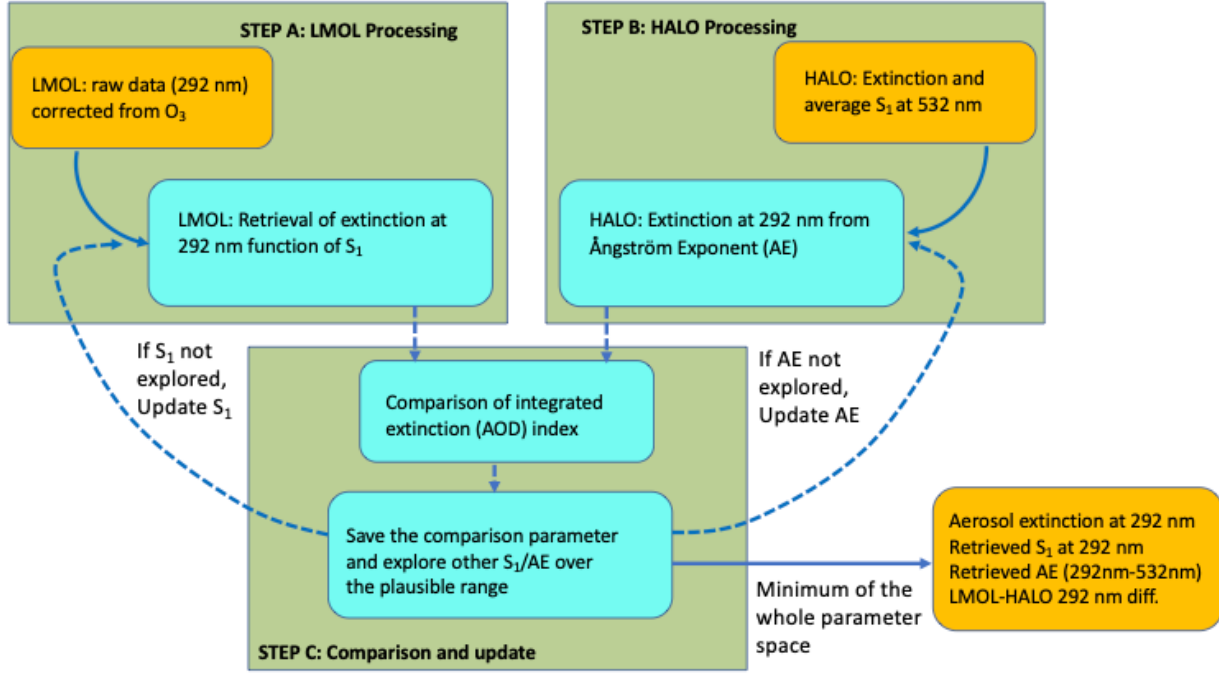 STEP A: LMOL Processing
LMOL: raw data (292 nm)
corrected from O₃
LMOL: Retrieval of extinction at
292 nm function of S₁
STEP B: HALO Processing
HALO: Extinction and
average S₁ at 532 nm
HALO: Extinction at 292 nm from
Ångström Exponent (AE)
If S₁ not
explored,
Update S₁
Comparison of integrated
extinction (AOD) index
If AE not
explored,
Update AE
Save the comparison parameter
and explore other S₁/AE over
the plausible range
STEP C: Comparison and update
Minimum of the
whole parameter
space
Aerosol extinction at 292 nm
Retrieved S₁ at 292 nm
Retrieved AE (292nm-532nm)
LMOL-HALO 292 nm diff.